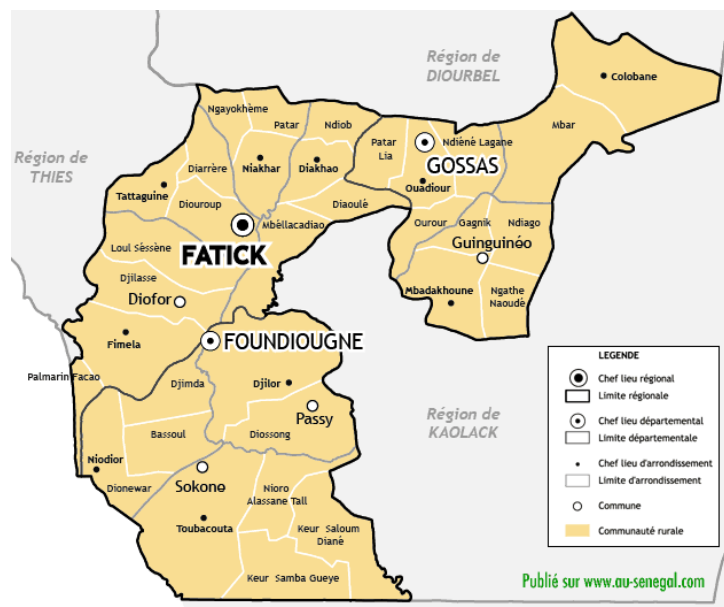 Région de
DIOURBEL
Colobane
Ngayokhème
Mbar
Patar
Ndiob
Patar
Lia
Ndiéné Lagane
GOSSAS
Région de
THIES
Diarrère
Niakhar
Diakhao
Ouadiour
Tattaguine
Diouroup
Diaoulè
Mbéllacadiao
Ourour
Gagnik
Ndiago
FATICK
Loul Séssène
Guinguinéo
Djilasse
Diofor
Mbadakhoune
Ngathe
Naoudé
Fimela
FOUNDIOUGNE
Palmarin Facao
Djimda
Djilor
Passy
Région de
KAOLACK
Bassoul
Diossong
Niodior
Dionewar
Sokone
Nioro
Alassane Tall
Toubacouta
Keur Saloum
Diané
Keur Samba Gueye
LEGENDE
Chef lieu régional
Limite régionale
Chef lieu départemental
Limite départementale
Chef lieu d'arrondissement
Limite d'arrondissement
Commune
Communauté rurale
Publié sur www.au-senegal.com